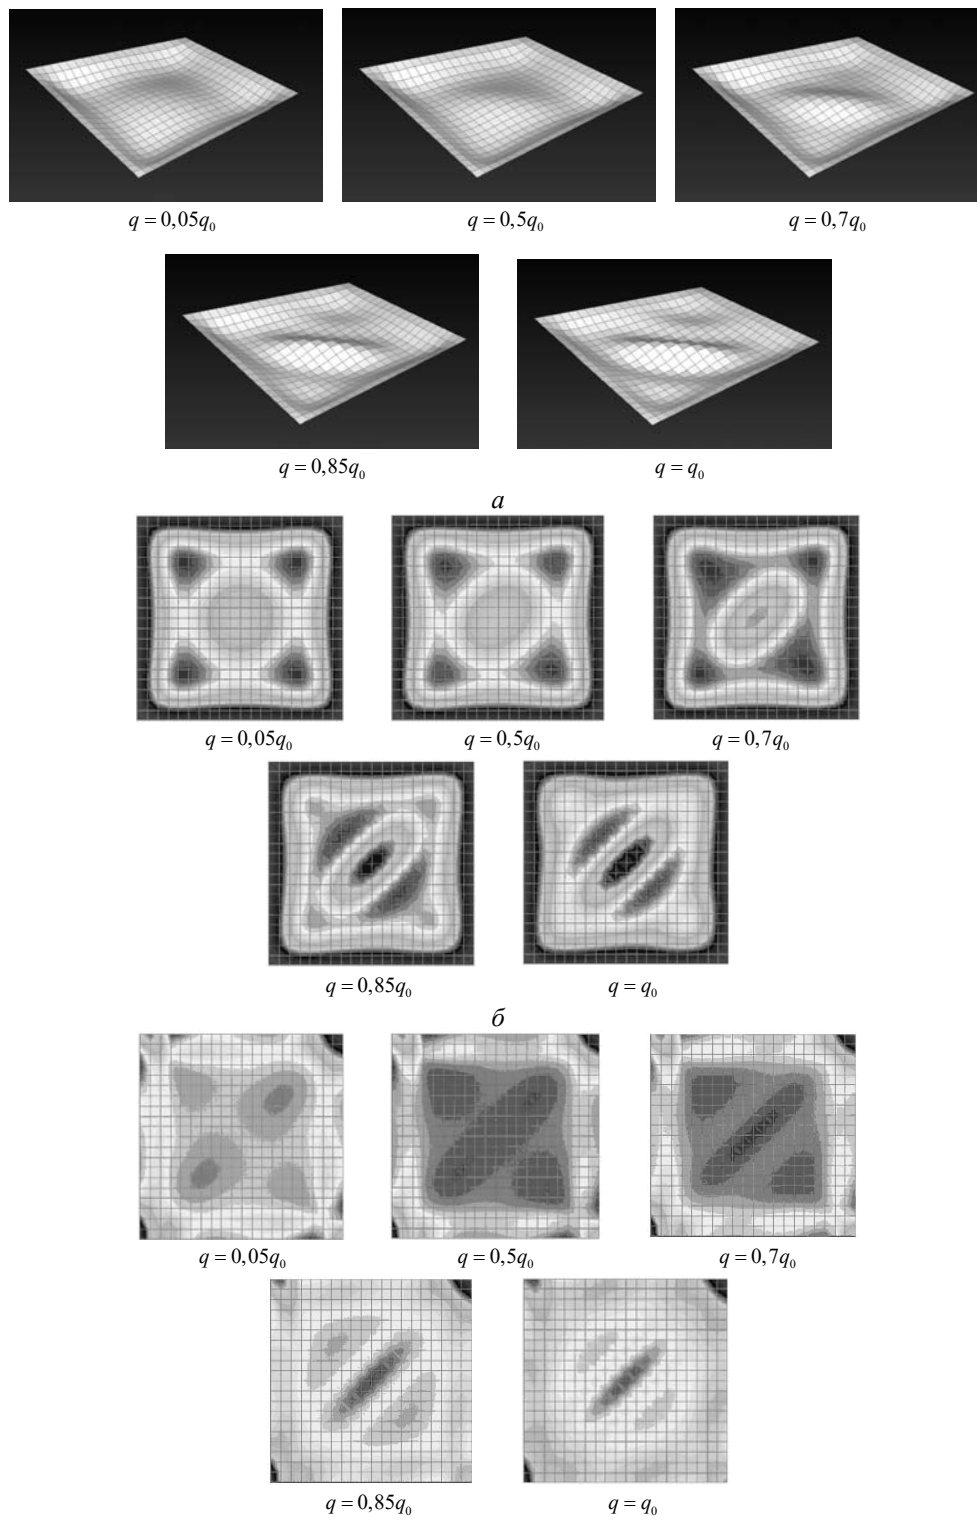 q = 0,05q₀ q = 0,5q₀ q = 0,7q₀
q = 0,85q₀ q = q₀
а
q = 0,05q₀ q = 0,5q₀ q = 0,7q₀
q = 0,85q₀ q = q₀
б
q = 0,05q₀ q = 0,5q₀ q = 0,7q₀
q = 0,85q₀ q = q₀